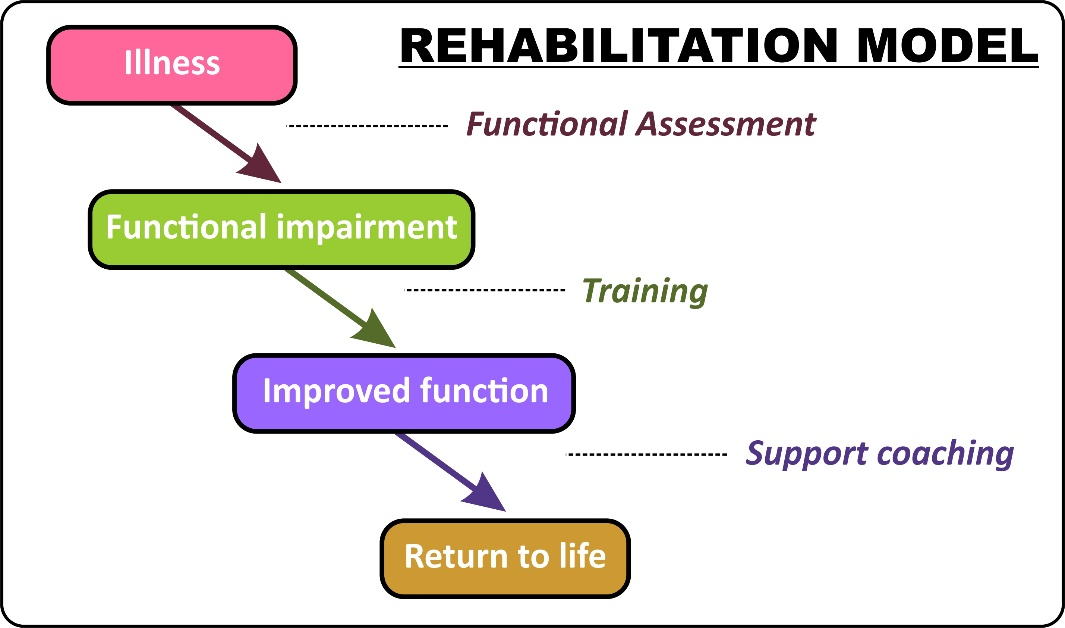 REHABILITATION MODEL
Illness
Functional Assessment
Functional impairment
Training
Improved function
Support coaching
Return to life